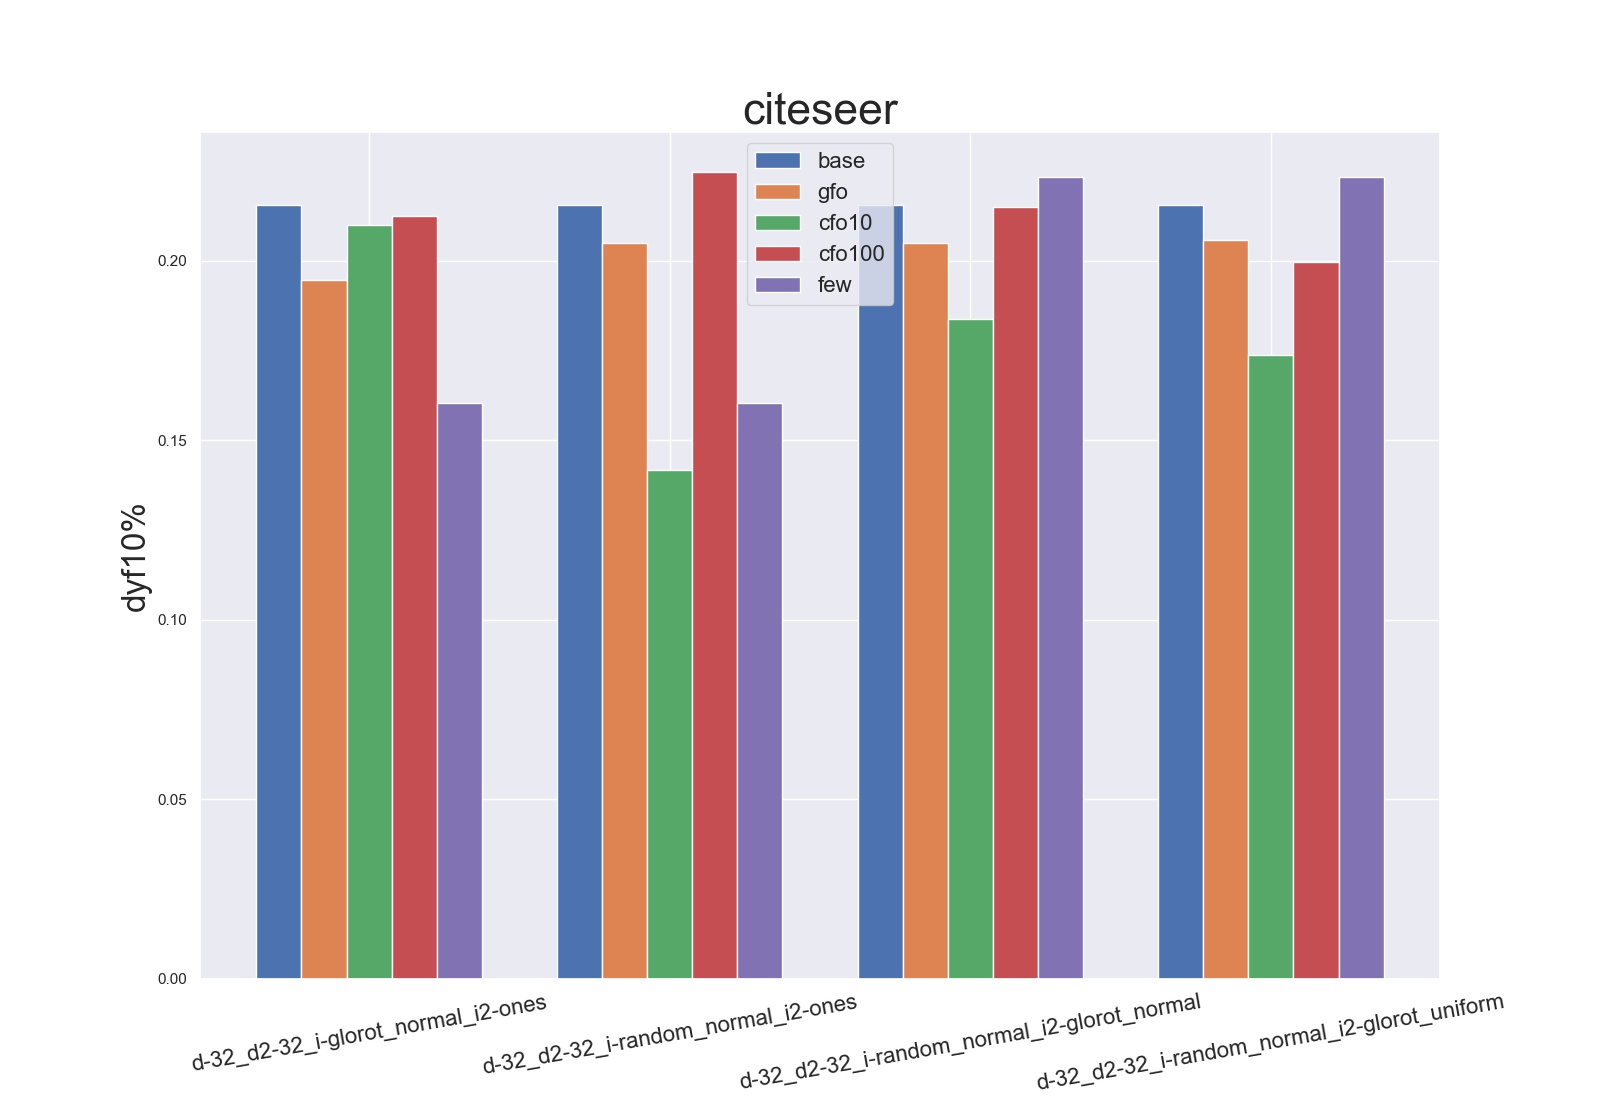 citeseer
base
gfo
cfo10
cfo100
few
dyf10%
0.20
0.15
0.10
0.05
0.00
d-32_d2-32_i-glorot_normal_i2-ones
d-32_d2-32_i-random_normal_i2-ones
d-32_d2-32_i-random_normal_i2-glorot_normal
d-32_d2-32_i-random_normal_i2-glorot_uniform